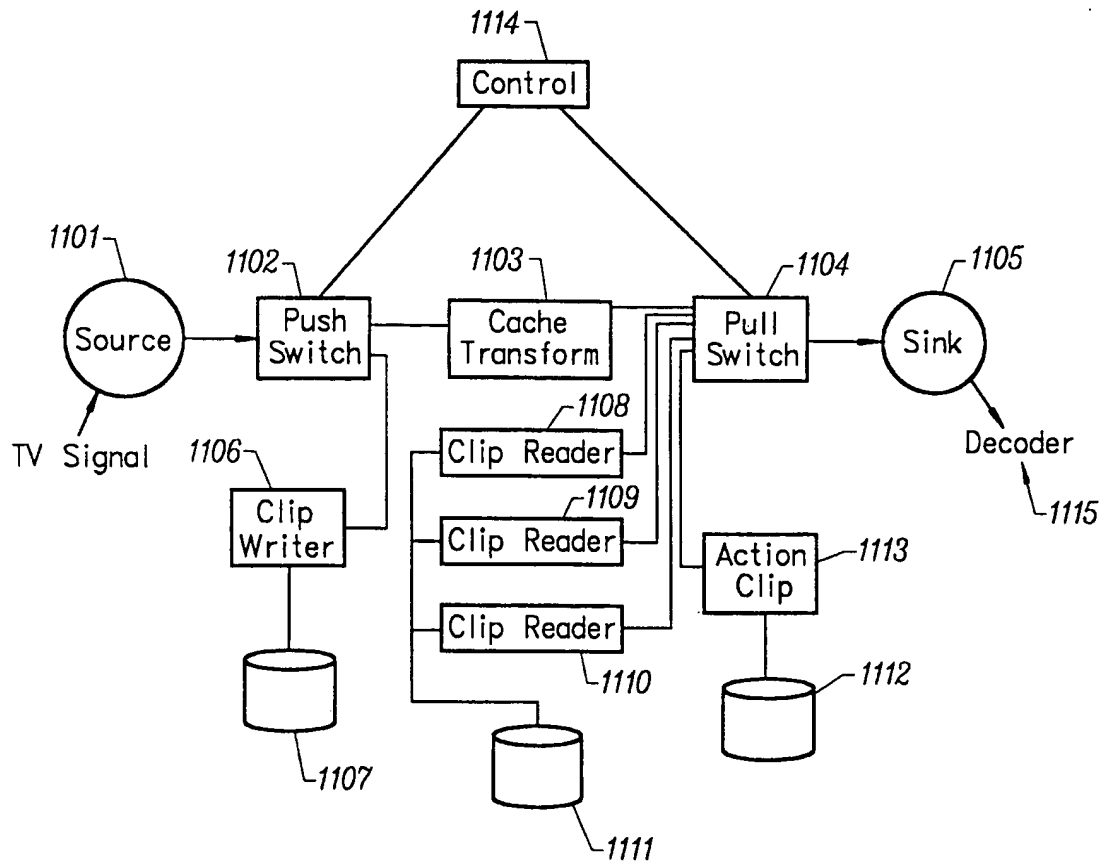 1114
Control
1101
1102
1103
1104
1105
Source
Push
Switch
Cache
Transform
Pull
Switch
Sink
TV Signal
1106
Clip
Writer
1107
1108
Clip Reader
1109
Clip Reader
Clip Reader
1110
1111
Decoder
1115
Action
Clip
1113
1112